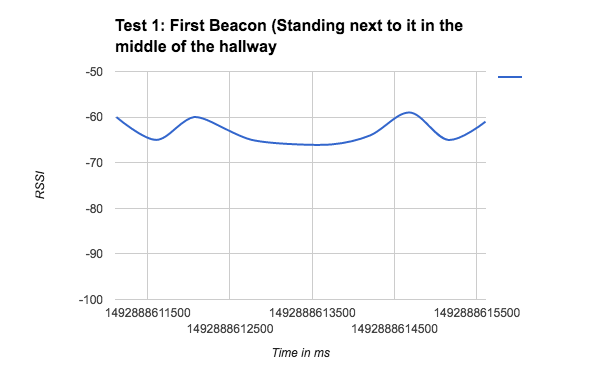 Test 1: First Beacon (Standing next to it in the
middle of the hallway
-50
-60
-70
-80
-90
-100
RSSI
1492888611500
1492888612500
1492888613500
1492888614500
1492888615500
Time in ms